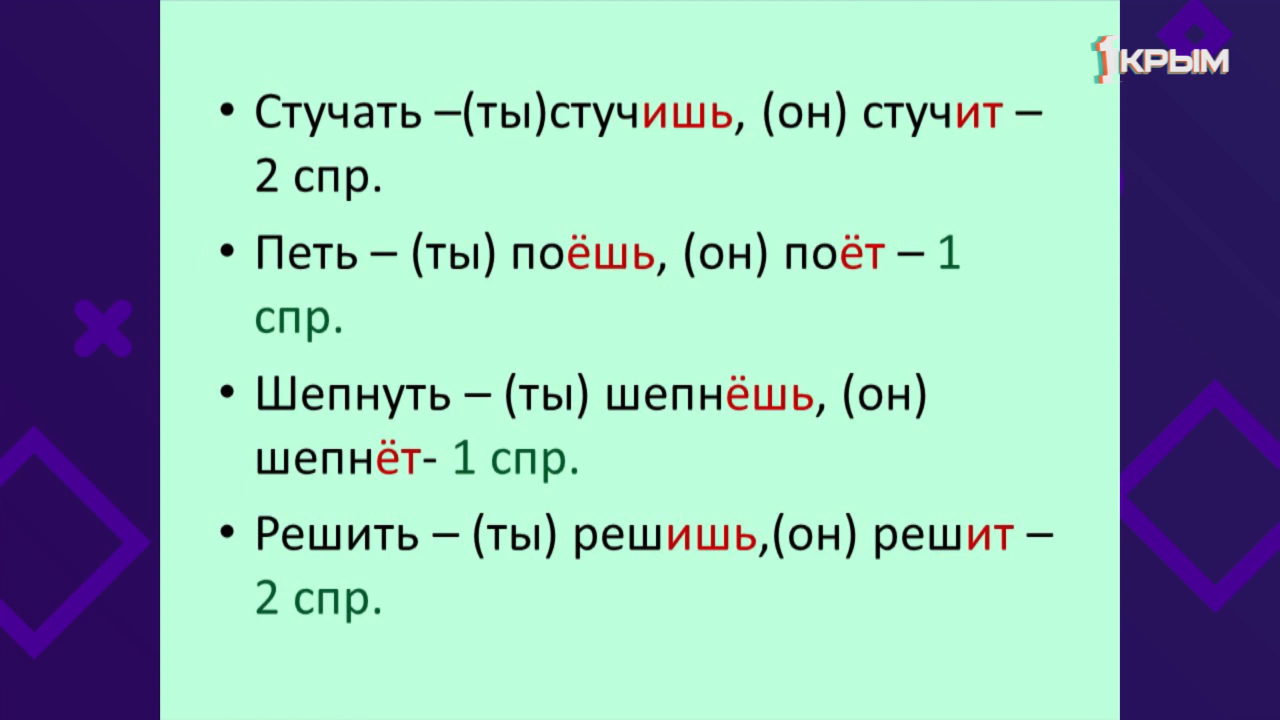 1КРЫМ
• Стучать –(ты)стучишь, (он) стучит –
2 спр.
• Петь – (ты) поёшь, (он) поёт – 1
спр.
• Шепнуть – (ты) шепнёшь, (он)
шепнёт- 1 спр.
• Решить – (ты) решишь,(он) решит –
2 спр.